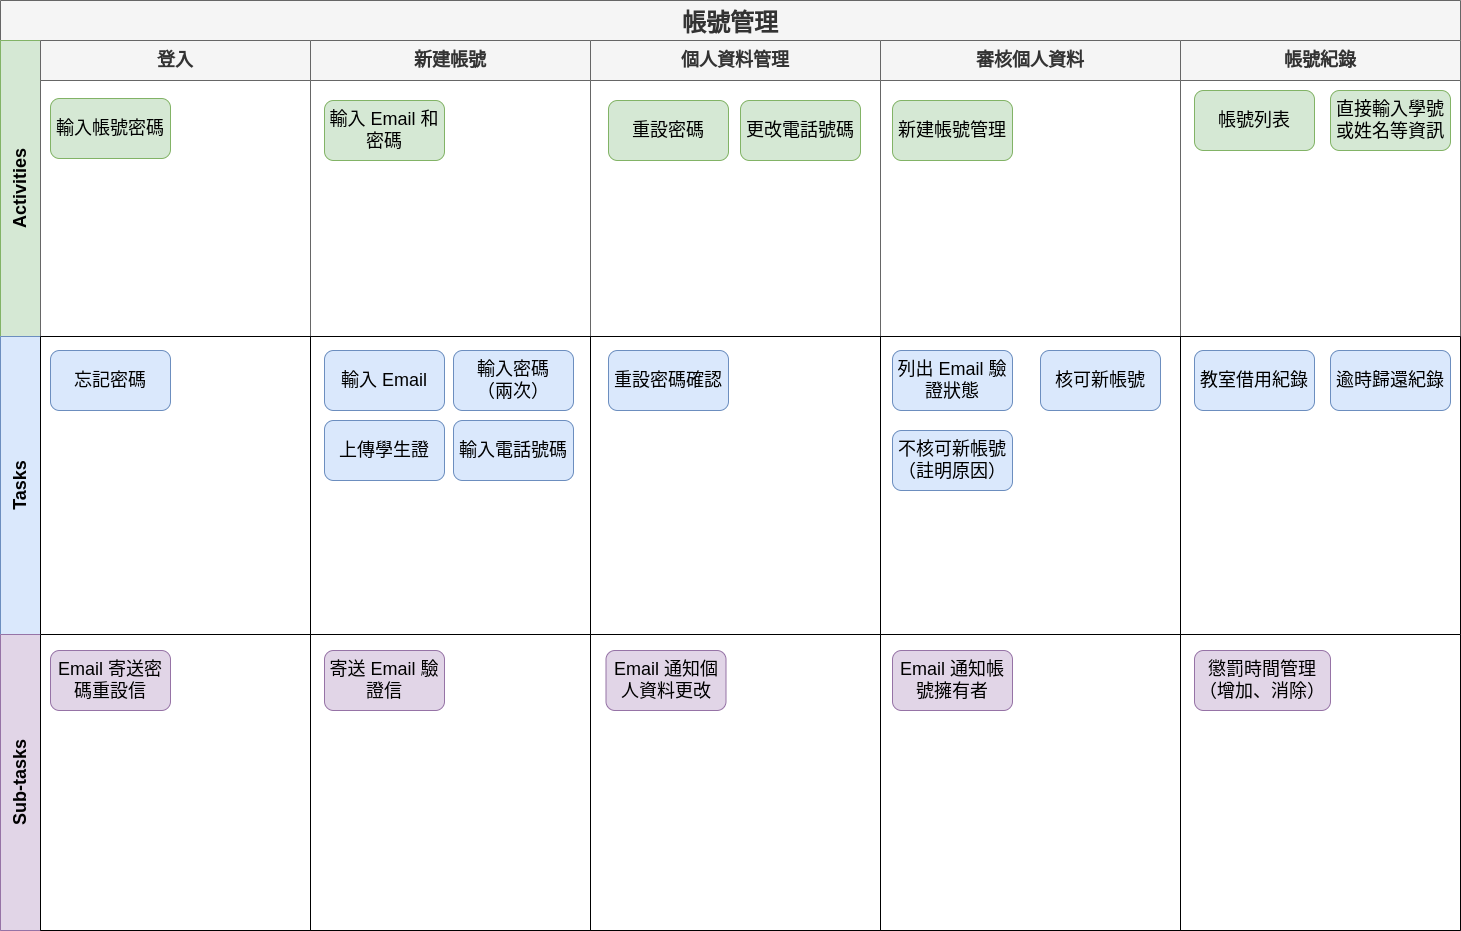 帳號管理
登入
新建帳號
個人資料管理
審核個人資料
帳號紀錄
Activities
輸入帳號密碼
輸入 Email 和
密碼
重設密碼
更改電話號碼
新建帳號管理
帳號列表
直接輸入學號
或姓名等資訊
Tasks
忘記密碼
輸入 Email
輸入密碼
（兩次）
上傳學生證
輸入電話號碼
重設密碼確認
列出 Email 驗
證狀態
核可新帳號
不核可新帳號
（註明原因）
教室借用紀錄
逾時歸還紀錄
Sub-tasks
Email 寄送密
碼重設信
寄送 Email 驗
證信
Email 通知個
人資料更改
Email 通知帳
號擁有者
懲罰時間管理
（增加、消除）